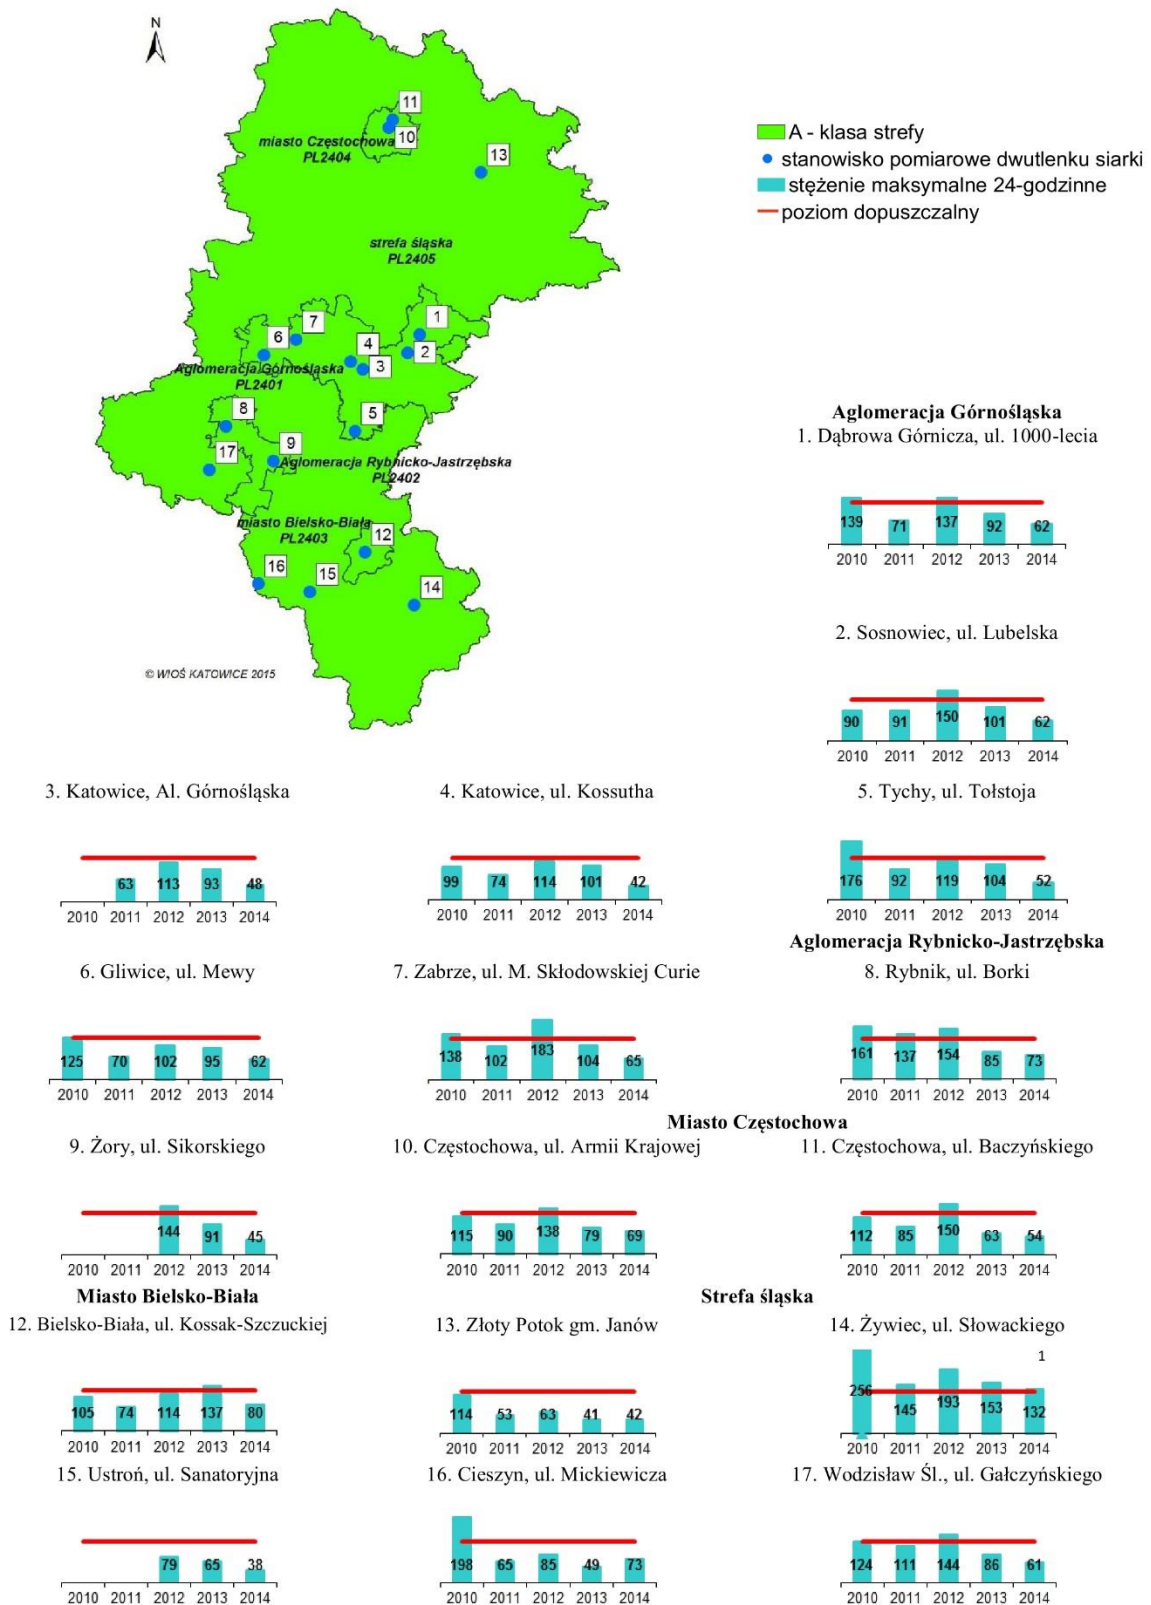 N
11
10
miasto Częstochowa
PL2404
13
strefa śląska
PL2405
1
2
7
6
4
3
Aglomeracja Górnośląska
PL2401
8
5
17
9
Aglomeracja Rybnicko-Jastrzębska
PL2402
miasto Bielsko-Biała
PL2403
12
16
15
14
© WIOŚ KATOWICE 2015
A - klasa strefy
stanowisko pomiarowe dwutlenku siarki
stężenie maksymalne 24-godzinne
poziom dopuszczalny
Aglomeracja Górnośląska
1. Dąbrowa Górnicza, ul. 1000-lecia
139 71 137 92 62
2010 2011 2012 2013 2014
2. Sosnowiec, ul. Lubelska
90 91 150 101 62
2010 2011 2012 2013 2014
3. Katowice, Al. Górnośląska
63 113 93 48
2010 2011 2012 2013 2014
4. Katowice, ul. Kossutha
99 74 114 101 42
2010 2011 2012 2013 2014
5. Tychy, ul. Tołstoja
176 92 119 104 52
2010 2011 2012 2013 2014
6. Gliwice, ul. Mewy
125 70 102 95 62
2010 2011 2012 2013 2014
7. Zabrze, ul. M. Skłodowskiej Curie
138 102 183 104 65
2010 2011 2012 2013 2014
Aglomeracja Rybnicko-Jastrzębska
8. Rybnik, ul. Borki
161 137 154 85 73
2010 2011 2012 2013 2014
9. Żory, ul. Sikorskiego
144 91 45
2010 2011 2012 2013 2014
Miasto Częstochowa
10. Częstochowa, ul. Armii Krajowej
115 90 138 79 69
2010 2011 2012 2013 2014
11. Częstochowa, ul. Baczyńskiego
112 85 150 63 54
2010 2011 2012 2013 2014
Miasto Bielsko-Biała
12. Bielsko-Biała, ul. Kossak-Szczuckiej
105 74 114 137 80
2010 2011 2012 2013 2014
Strefa śląska
13. Złoty Potok gm. Janów
114 53 63 41 42
2010 2011 2012 2013 2014
14. Żywiec, ul. Słowackiego
1
256 145 193 153 132
2010 2011 2012 2013 2014
15. Ustroń, ul. Sanatoryjna
79 65 38
2010 2011 2012 2013 2014
16. Cieszyn, ul. Mickiewicza
198 65 85 49 73
2010 2011 2012 2013 2014
17. Wodzisław Śl., ul. Gałczyńskiego
124 111 144 86 61
2010 2011 2012 2013 2014